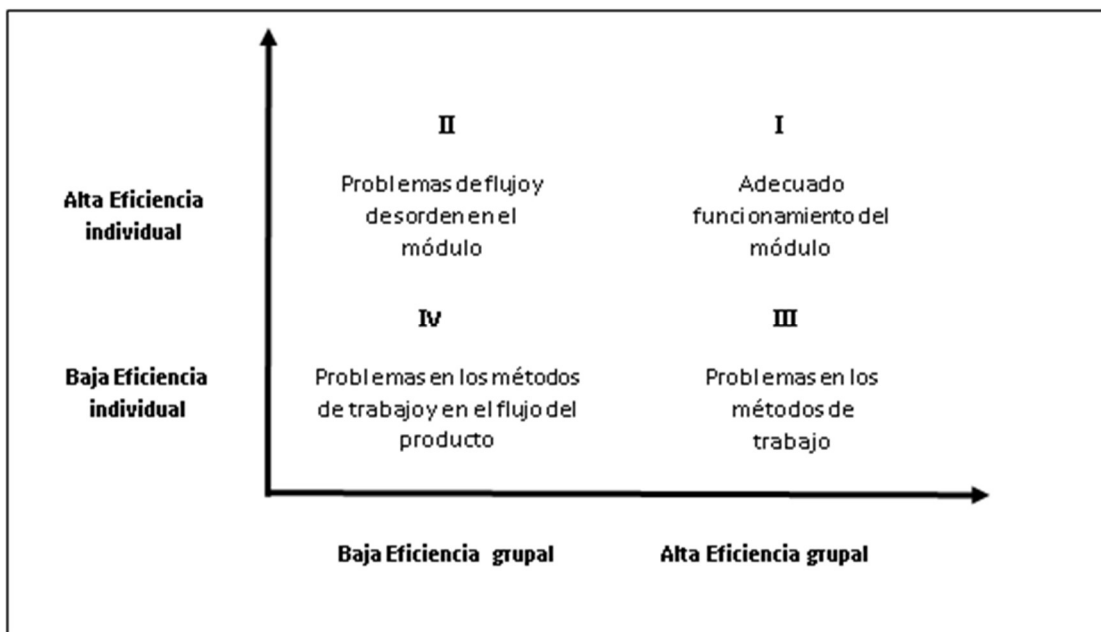 II
Problemas de flujo y
desorden en el
módulo
I
Adecuado
funcionamiento del
módulo
Alta Eficiencia
individual
IV
Problemas en los métodos
de trabajo y en el flujo del
producto
III
Problemas en los
métodos de
trabajo
Baja Eficiencia
individual
Baja Eficiencia grupal
Alta Eficiencia grupal